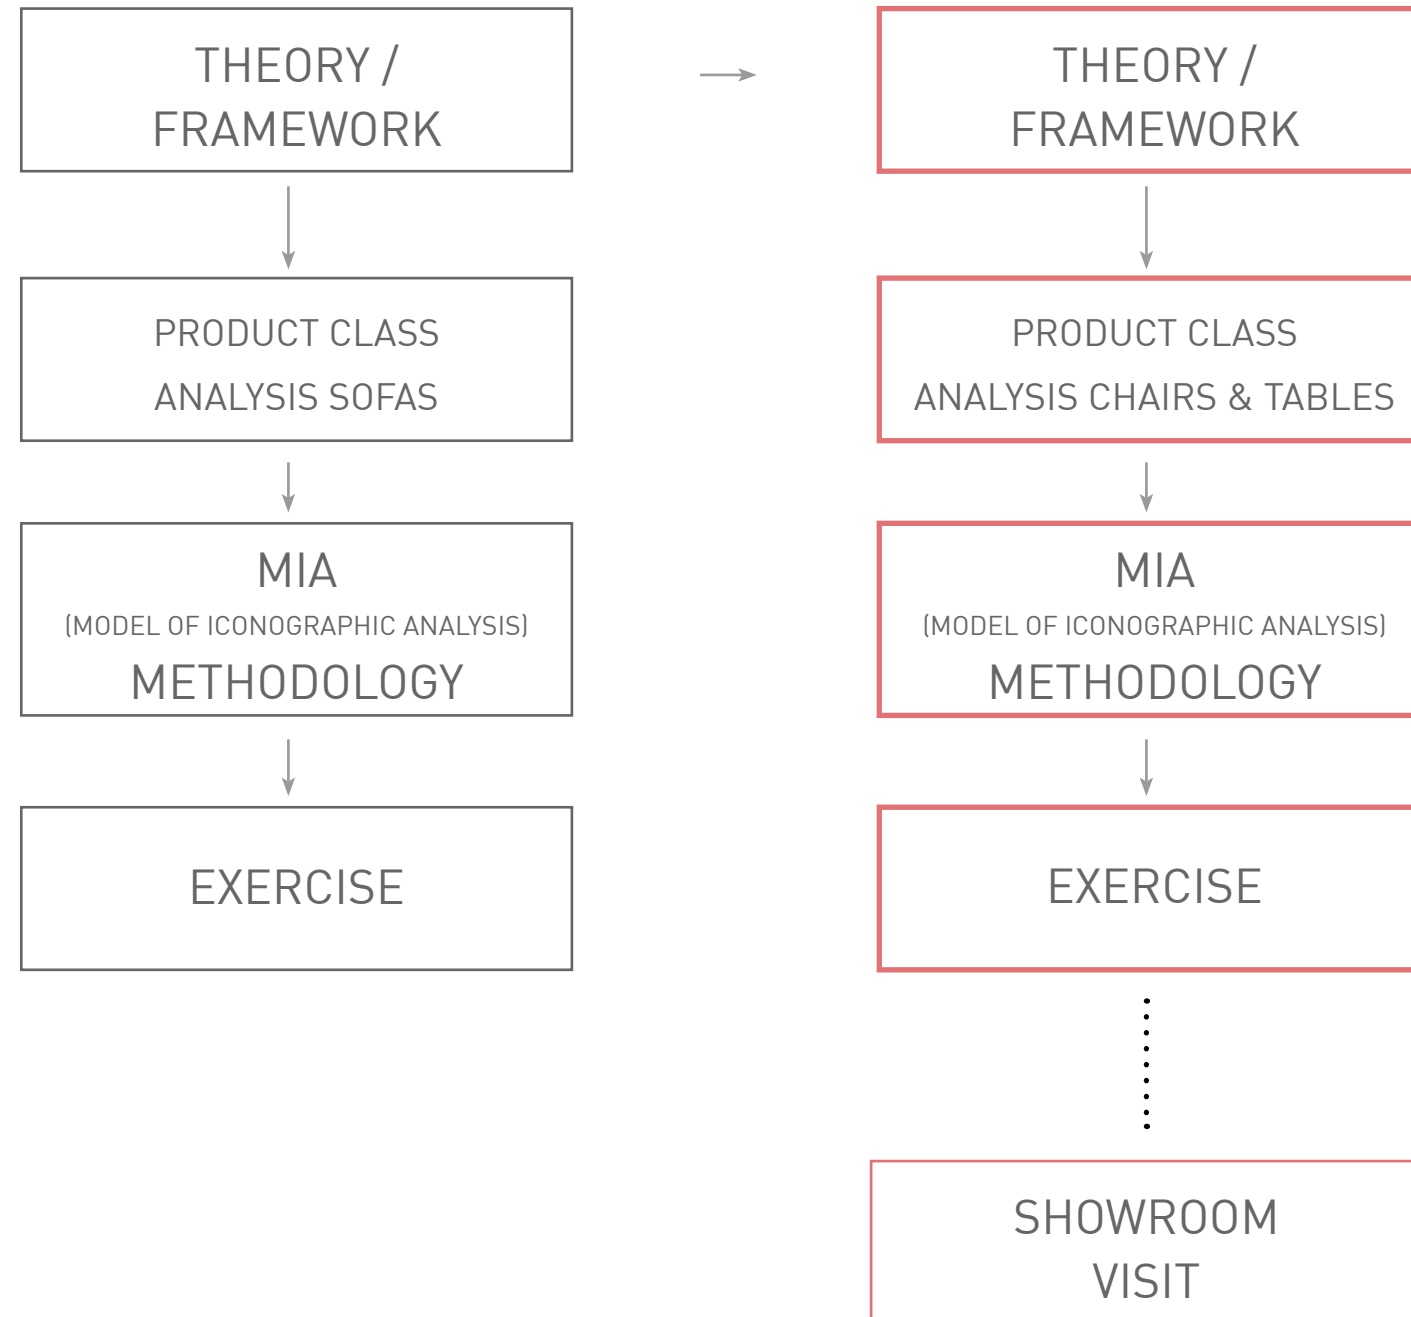 THEORY /
FRAMEWORK
PRODUCT CLASS
ANALYSIS SOFAS
MIA
(MODEL OF ICONOGRAPHIC ANALYSIS)
METHODOLOGY
EXERCISE
THEORY /
FRAMEWORK
PRODUCT CLASS
ANALYSIS CHAIRS & TABLES
MIA
(MODEL OF ICONOGRAPHIC ANALYSIS)
METHODOLOGY
EXERCISE
SHOWROOM
VISIT